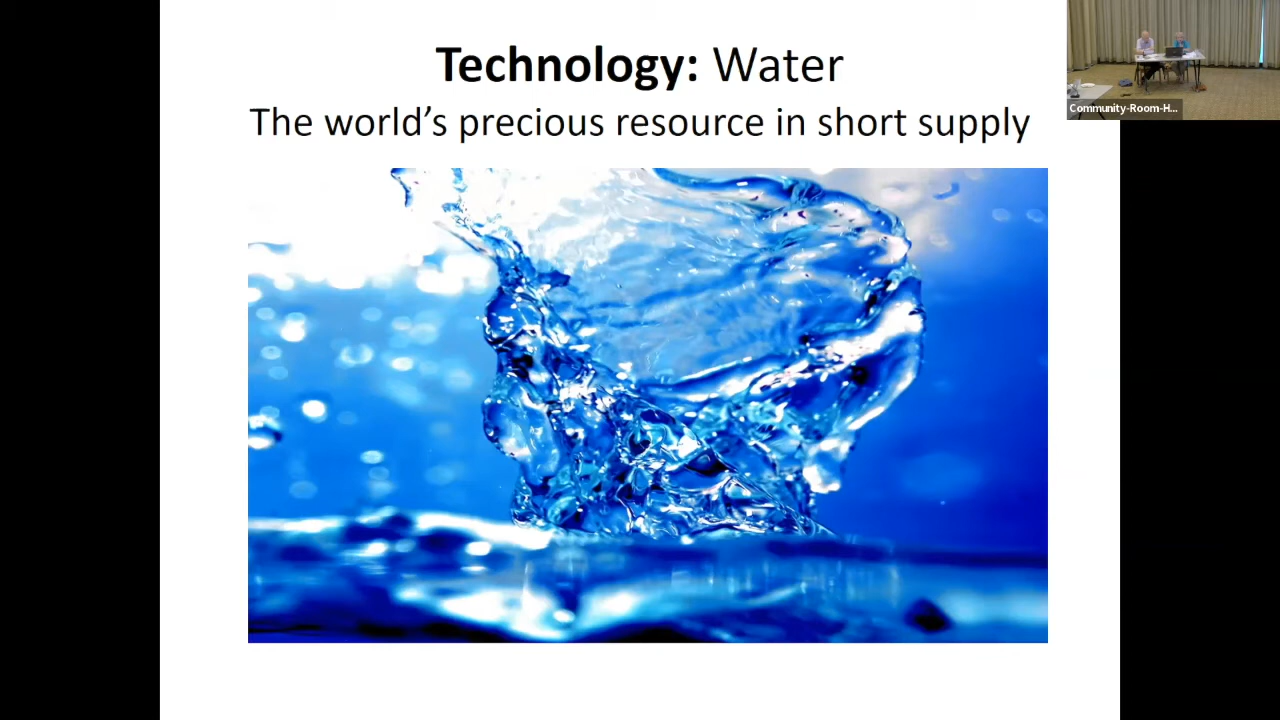 Technology: Water
The world’s precious resource in short supply
Community-Room-H...